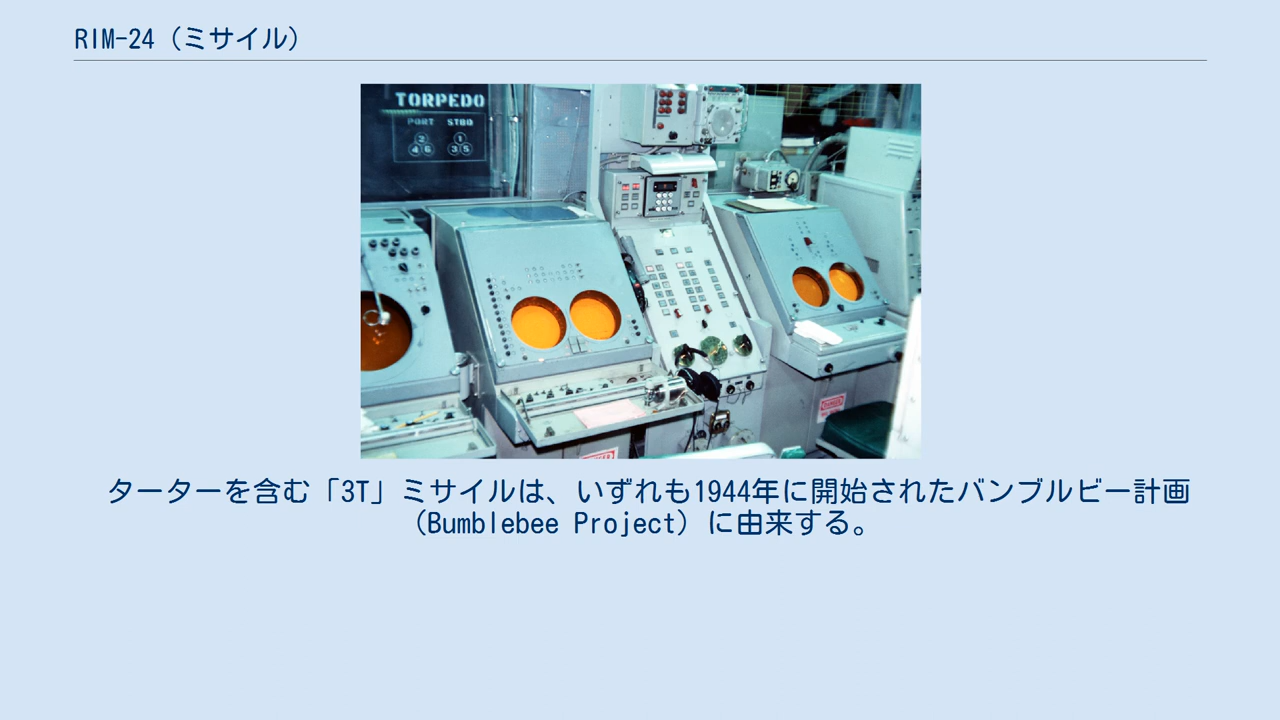 RIM-24（ミサイル）
TORPEDO
PORT STBD
2 1
4 6 3 5
ターターを含む「3T」ミサイルは、いずれも1944年に開始されたバンブルビー計画
（Bumblebee Project）に由来する。